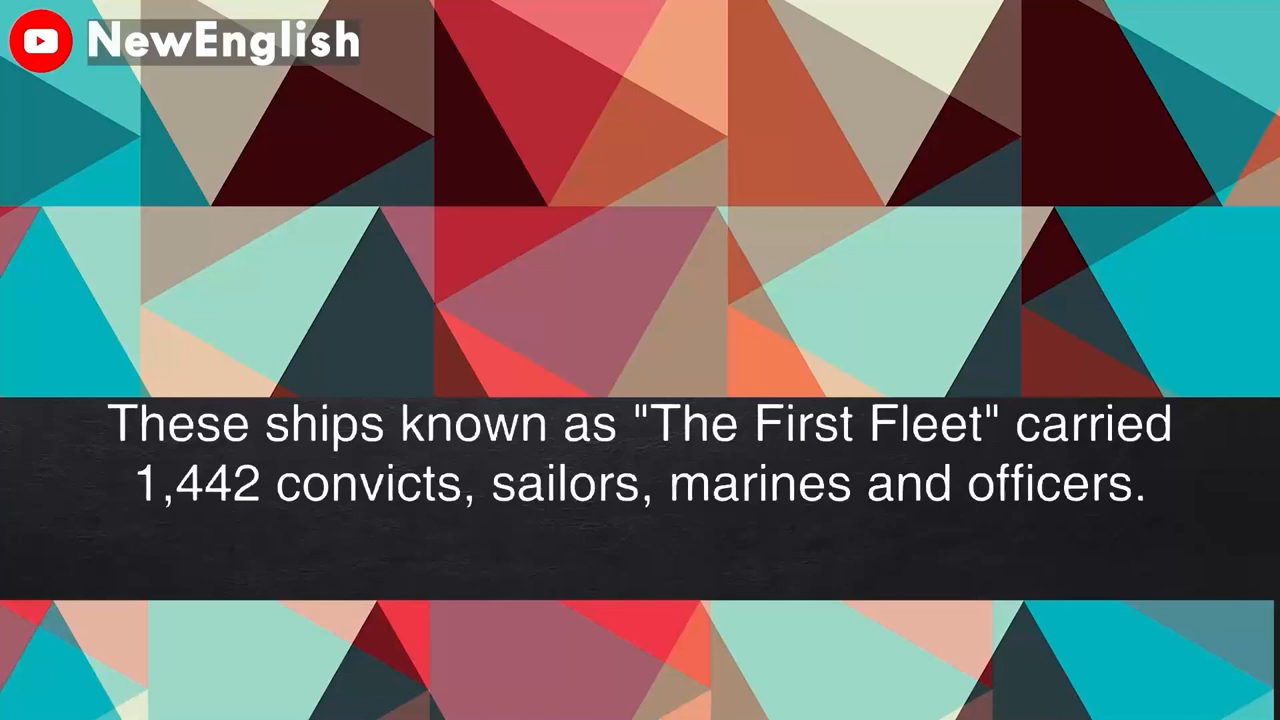 NewEnglish
These ships known as "The First Fleet" carried
1,442 convicts, sailors, marines and officers.